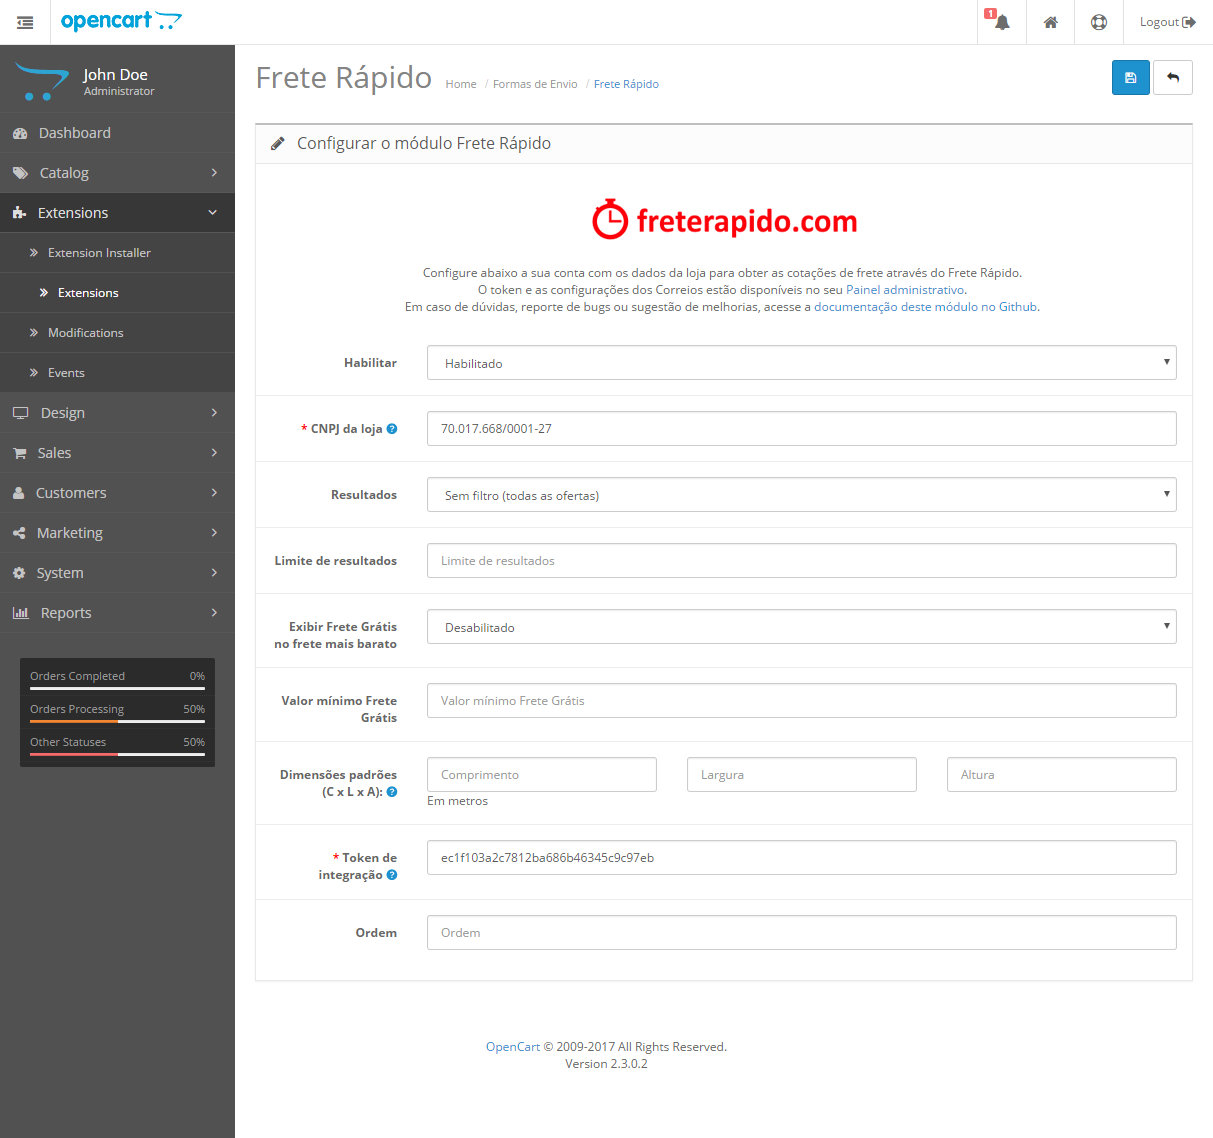 opencart
1
Logout
John Doe
Administrator
Dashboard
Catalog
Extensions
Extension Installer
Extensions
Modifications
Events
Design
Sales
Customers
Marketing
System
Reports
Orders Completed 0%
Orders Processing 50%
Other Statuses 50%
Frete Rápido
Home / Formas de Envio / Frete Rápido
Configurar o módulo Frete Rápido
freterapido.com
Configure abaixo a sua conta com os dados da loja para obter as cotações de frete através do Frete Rápido.
O token e as configurações dos Correios estão disponíveis no seu Painel administrativo.
Em caso de dúvidas, reporte de bugs ou sugestão de melhorias, acesse a documentação deste módulo no Github.
Habilitar
Habilitado
* CNPJ da loja ?
70.017.668/0001-27
Resultados
Sem filtro (todas as ofertas)
Limite de resultados
Limite de resultados
Exibir Frete Grátis
no frete mais barato
Desabilitado
Valor mínimo Frete
Grátis
Valor mínimo Frete Grátis
Dimensões padrões
(C x L x A): ?
Comprimento
Largura
Altura
Em metros
* Token de
integração ?
ec1f103a2c7812ba686b46345c9c97eb
Ordem
Ordem
OpenCart © 2009-2017 All Rights Reserved.
Version 2.3.0.2